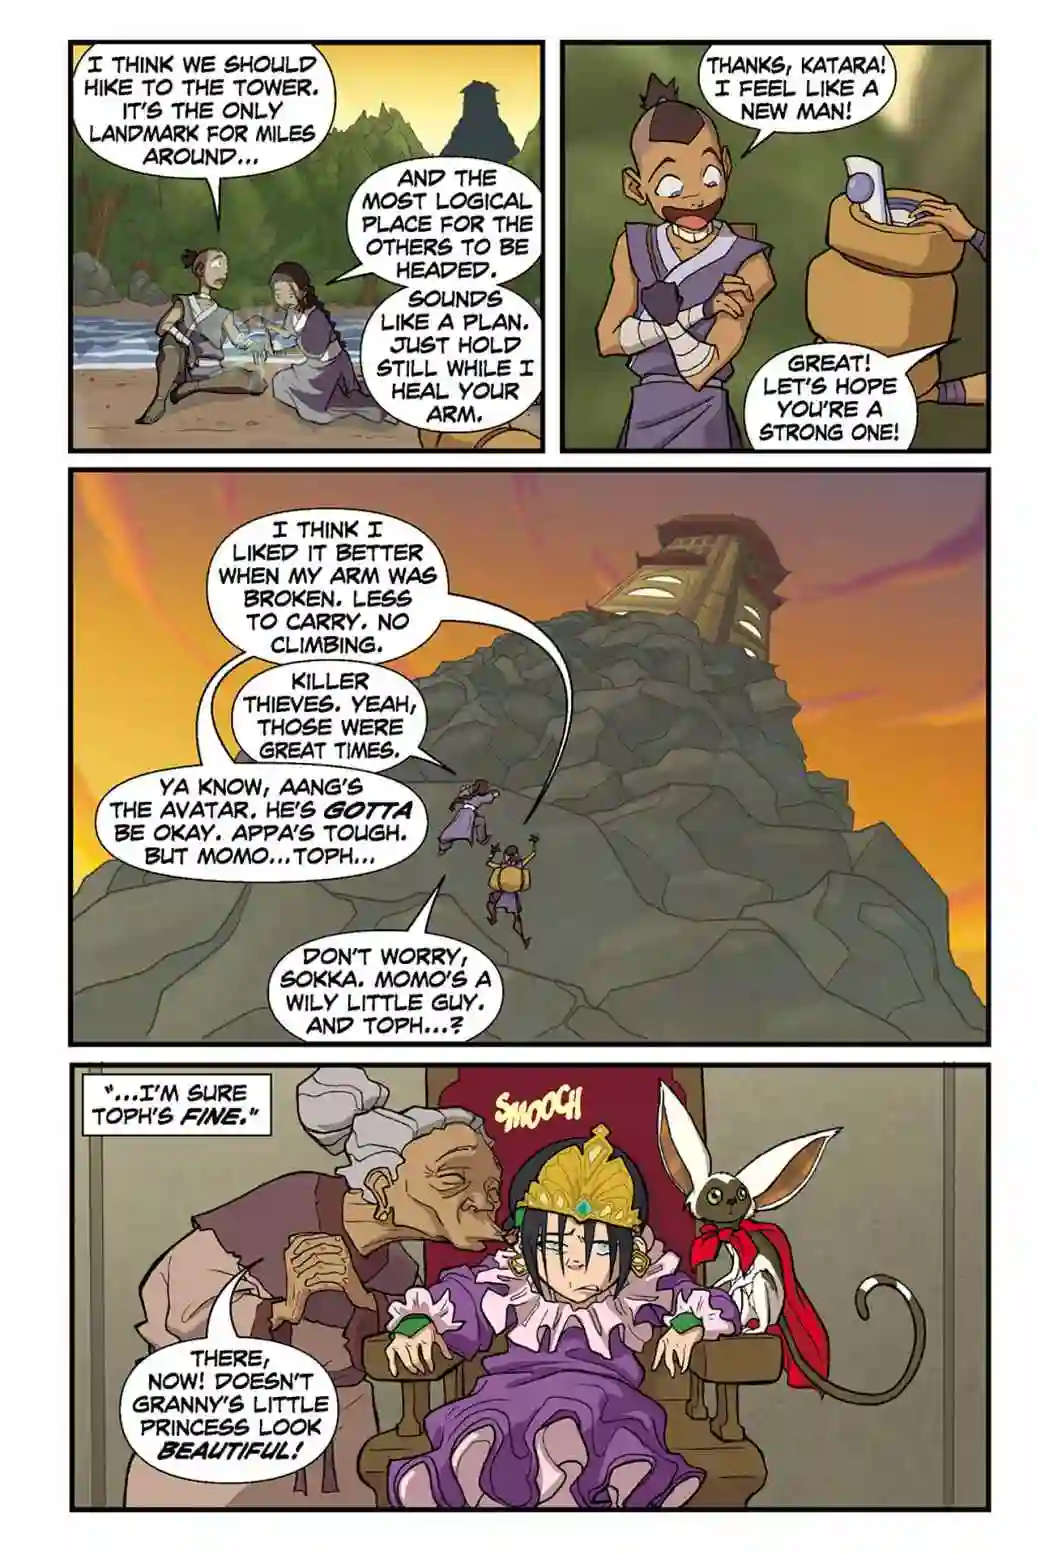 I THINK WE SHOULD
HIKE TO THE TOWER.
IT'S THE ONLY
LANDMARK FOR MILES
AROUND...
AND THE
MOST LOGICAL
PLACE FOR THE
OTHERS TO BE
HEADED.
SOUNDS
LIKE A PLAN.
JUST HOLD
STILL WHILE I
HEAL YOUR
ARM.
THANKS, KATARA!
I FEEL LIKE A
NEW MAN!
GREAT!
LET'S HOPE
YOU'RE A
STRONG ONE!
I THINK I
LIKED IT BETTER
WHEN MY ARM WAS
BROKEN. LESS
TO CARRY. NO
CLIMBING.
KILLER
THIEVES. YEAH,
THOSE WERE
GREAT TIMES.
YA KNOW, AANG'S
THE AVATAR. HE'S GOTTA
BE OKAY. APPA'S TOUGH.
BUT MOMO...TOPH...
DON'T WORRY,
SOKKA. MOMO'S A
WILY LITTLE GUY.
AND TOPH...?
"...I'M SURE
TOPH'S FINE."
SMOOCH
THERE,
NOW! DOESN'T
GRANNY'S LITTLE
PRINCESS LOOK
BEAUTIFUL!